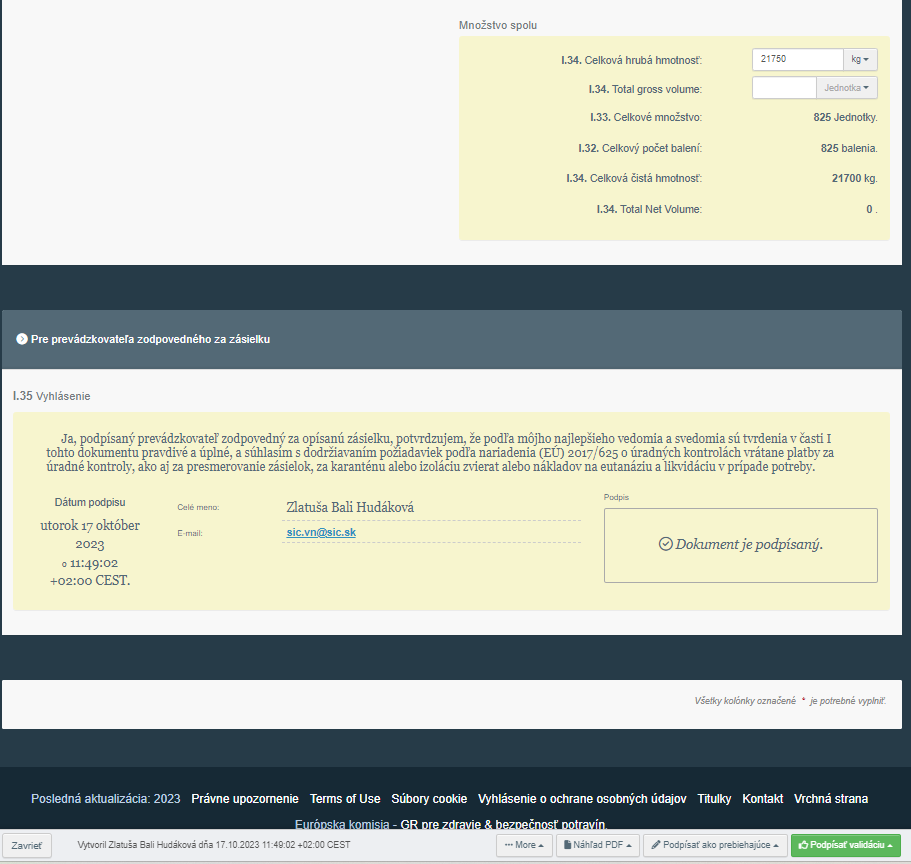 Množstvo spolu
I.34. Celková hrubá hmotnosť: 21750 kg
I.34. Total gross volume: Jednotka
I.33. Celkové množstvo: 825 Jednotky.
I.32. Celkový počet balení: 825 balenia.
I.34. Celková čistá hmotnosť: 21700 kg.
I.34. Total Net Volume: 0 .
Pre prevádzkovateľa zodpovedného za zásielku
I.35 Vyhlásenie
Ja, podpísaný prevádzkovateľ zodpovedný za opísanú zásielku, potvrdzujem, že podľa môjho najlepšieho vedomia a svedomia sú tvrdenia v časti I
tohto dokumentu pravdivé a úplné, a súhlasím s dodržiavaním požiadaviek podľa nariadenia (EÚ) 2017/625 o úradných kontrolách vrátane platby za
úradné kontroly, ako aj za presmerovanie zásielok, za karanténu alebo izoláciu zvierat alebo nákladov na eutanáziu a likvidáciu v prípade potreby.
Dátum podpisu
utorok 17 október
2023
o 11:49:02
+02:00 CEST.
Celé meno: Zlatuša Bali Hudáková
E-mail: sic.vn@sic.sk
Podpis
Dokument je podpísaný.
Všetky kolónky označené * je potrebné vyplniť.
Posledná aktualizácia: 2023 Právne upozornenie Terms of Use Súbory cookie Vyhlásenie o ochrane osobných údajov Titulky Kontakt Vrchná strana
Európska komisia - GR pre zdravie & bezpečnosť potravín.
Zavrieť Vytvoril Zlatuša Bali Hudáková dňa 17.10.2023 11:49:02 +02:00 CEST ··· More Náhľad PDF Podpísať ako prebiehajúce Podpísať validáciu